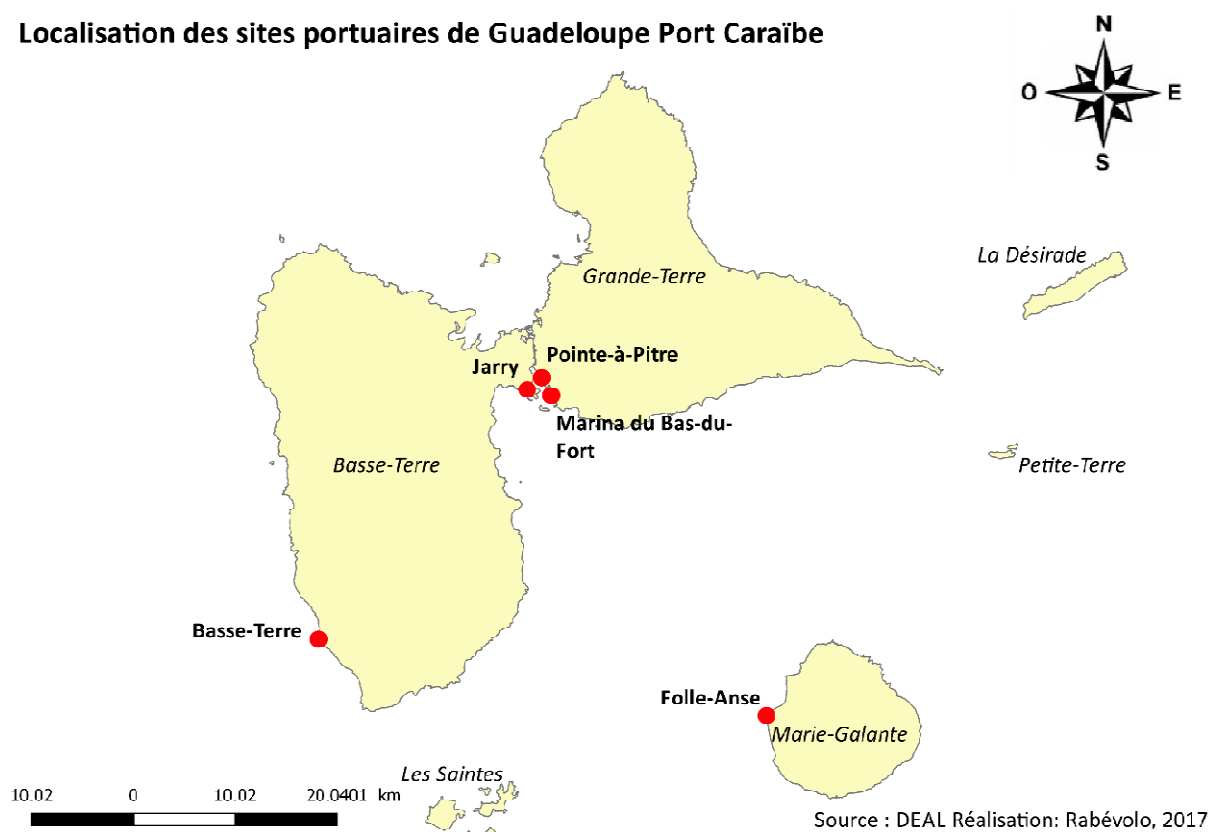 Localisation des sites portuaires de Guadeloupe Port Caraïbe
N
O
E
S
La Désirade
Grande-Terre
Pointe-à-Pitre
Jarry
Marina du Bas-du-
Fort
Basse-Terre
Petite-Terre
Basse-Terre
Folle-Anse
Marie-Galante
Les Saintes
10.02 0 10.02 20.0401 km
Source : DEAL Réalisation: Rabévolo, 2017